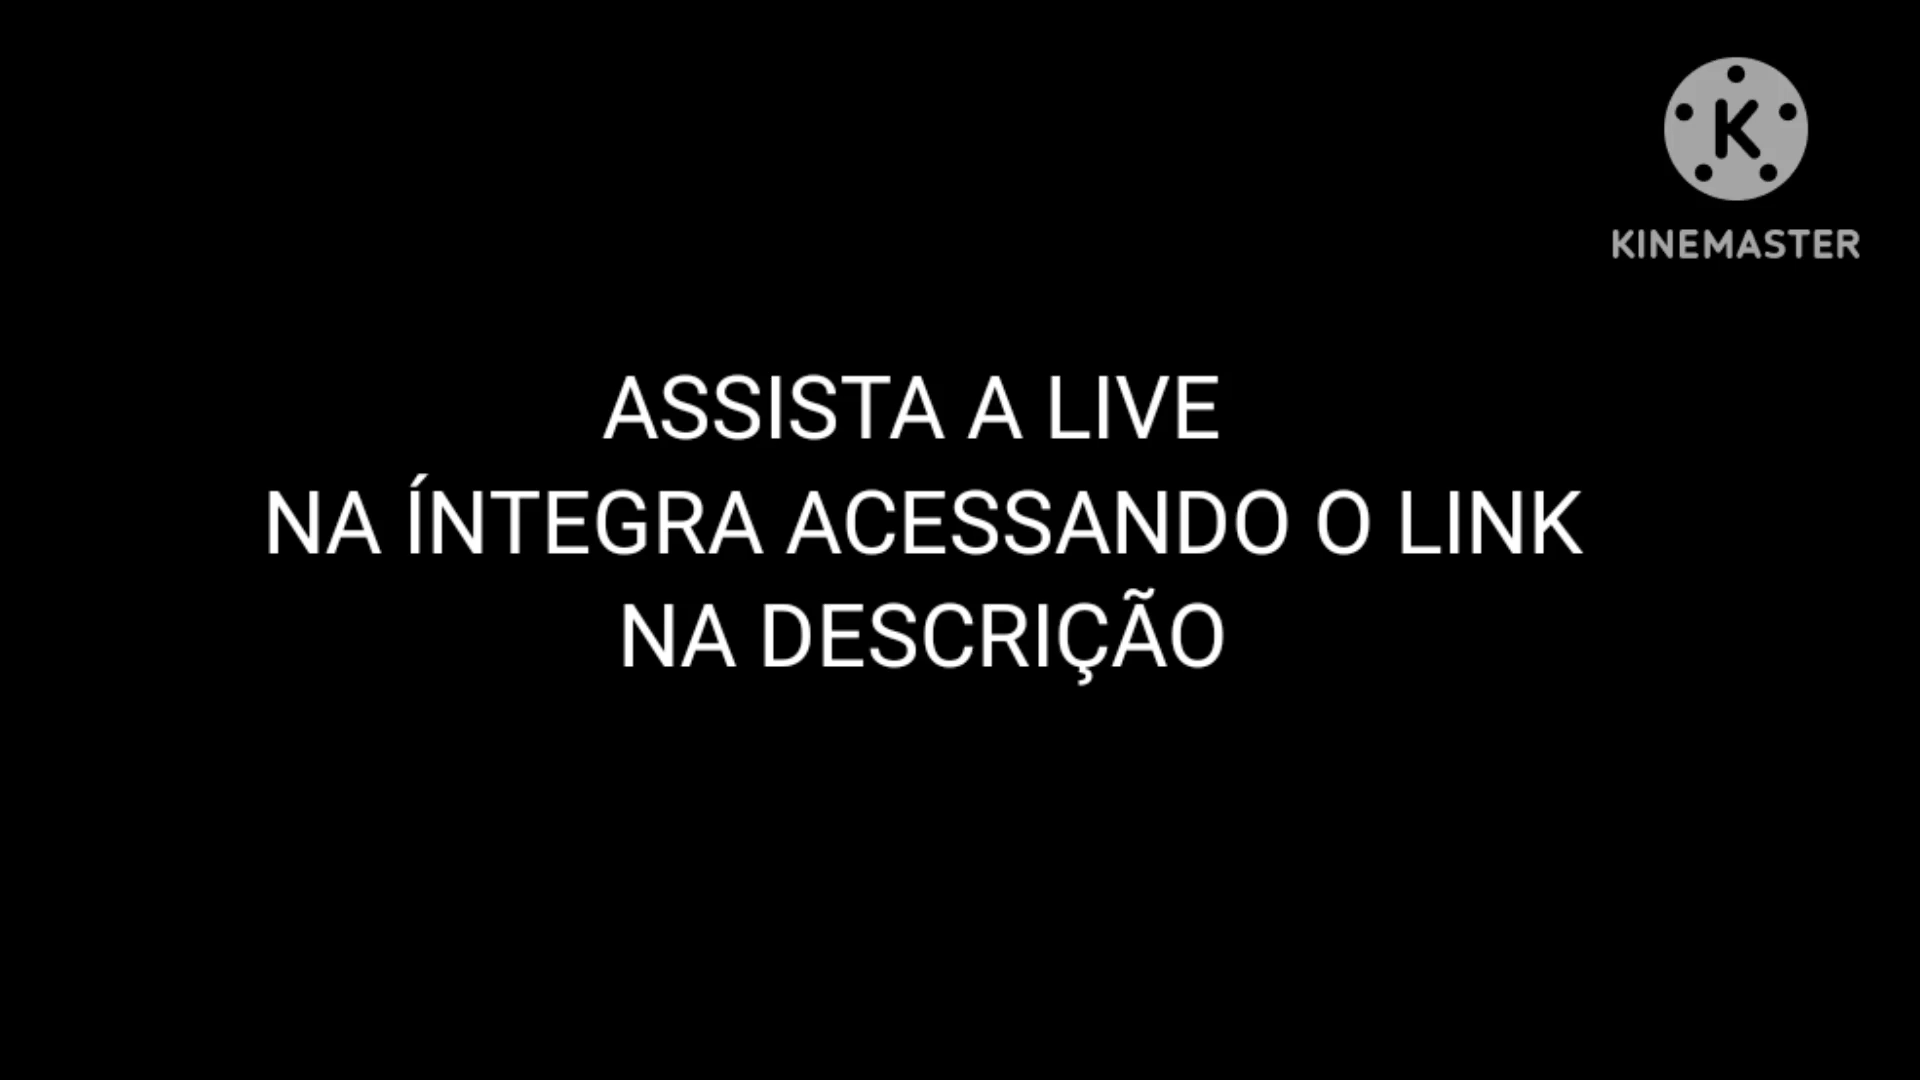 K
KINEMASTER
ASSISTA A LIVE
NA ÍNTEGRA ACESSANDO O LINK
NA DESCRIÇÃO